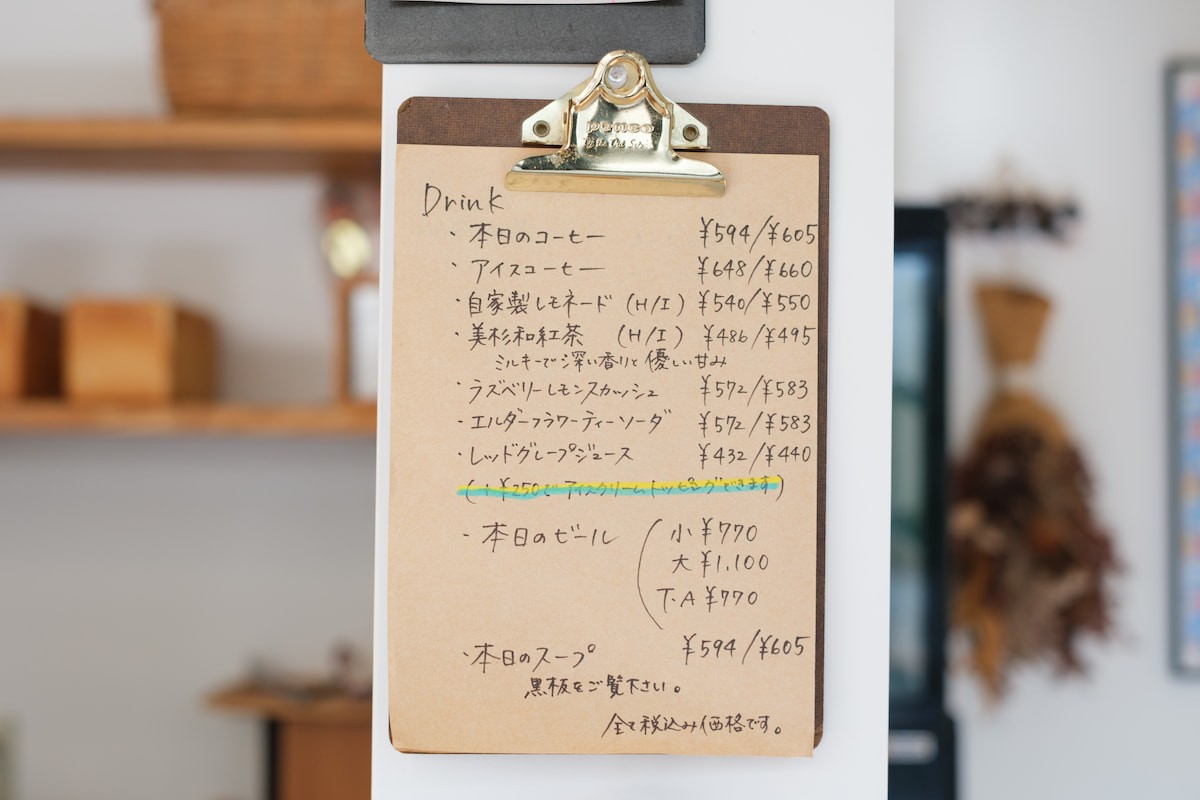 penco
Drink
・本日のコーヒー ¥594/¥605
・アイスコーヒー ¥648/¥660
・自家製レモネード (H/I) ¥540/¥550
・美杉和紅茶 (H/I) ¥486/¥495
ミルキーで深い香りと優しい甘み
・ラズベリーレモンスカッシュ ¥572/¥583
・エルダーフラワーティーソーダ ¥572/¥583
・レッドグレープジュース ¥432/¥440
(+¥250でアイスクリームトッピングできます)
・本日のビール ( 小 ¥770
大 ¥1,100
T.A ¥770
・本日のスープ ¥594/¥605
黒板をご覧下さい。
全て税込み価格です。